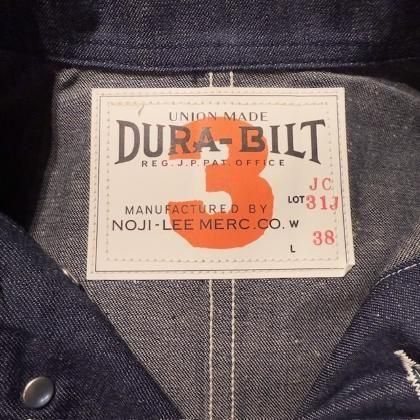 UNION MADE
DURA-BILT
REG. J.P. PAT. OFFICE
3
JC
LOT 31J
MANUFACTURED BY
NOJI-LEE MERC.CO. W
L 38